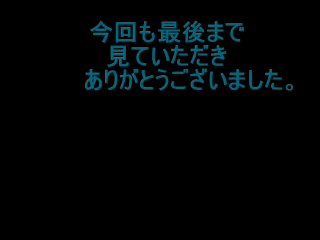 今回も最後まで
見ていただき
ありがとうございました。